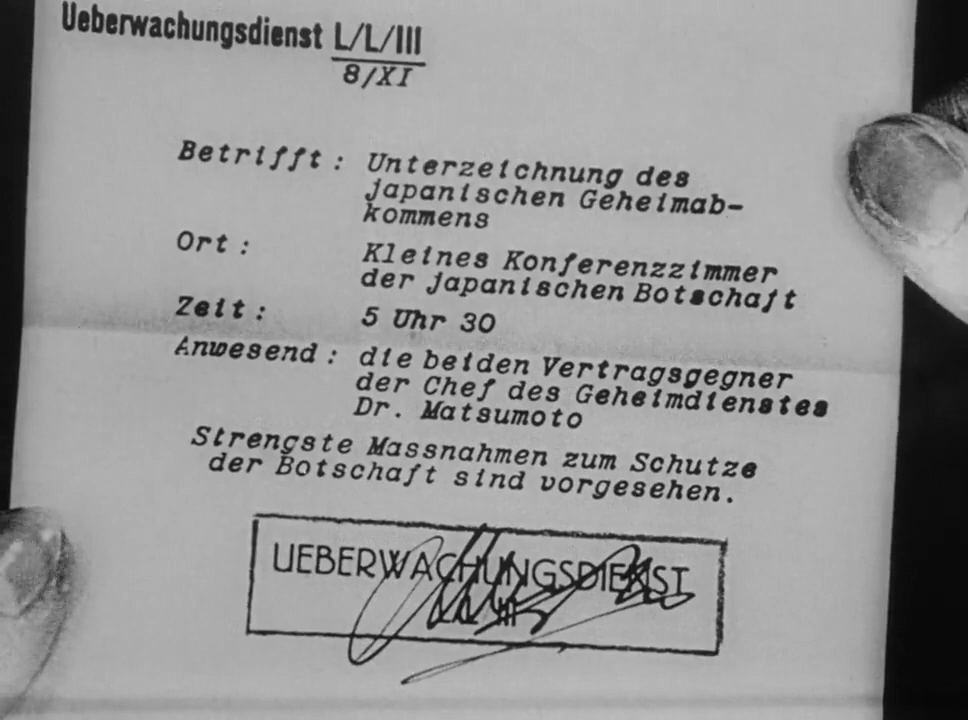 Ueberwachungsdienst L/L/III
8/XI
Betrifft: Unterzeichnung des
japanischen Geheimab-
kommens
Ort: Kleines Konferenzzimmer
der japanischen Botschaft
Zeit: 5 Uhr 30
Anwesend: die beiden Vertragsgegner
der Chef des Geheimdienstes
Dr. Matsumoto
Strengste Massnahmen zum Schutze
der Botschaft sind vorgesehen.
UEBERWACHUNGSDIENST